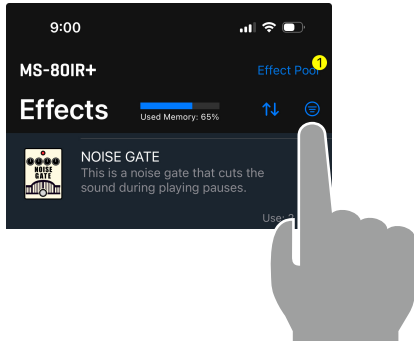 9:00
MS-80IR+
1
Effect Pool
Effects
Used Memory: 65%
NOISE GATE
NOISE
GATE
This is a noise gate that cuts the
sound during playing pauses.
Use: